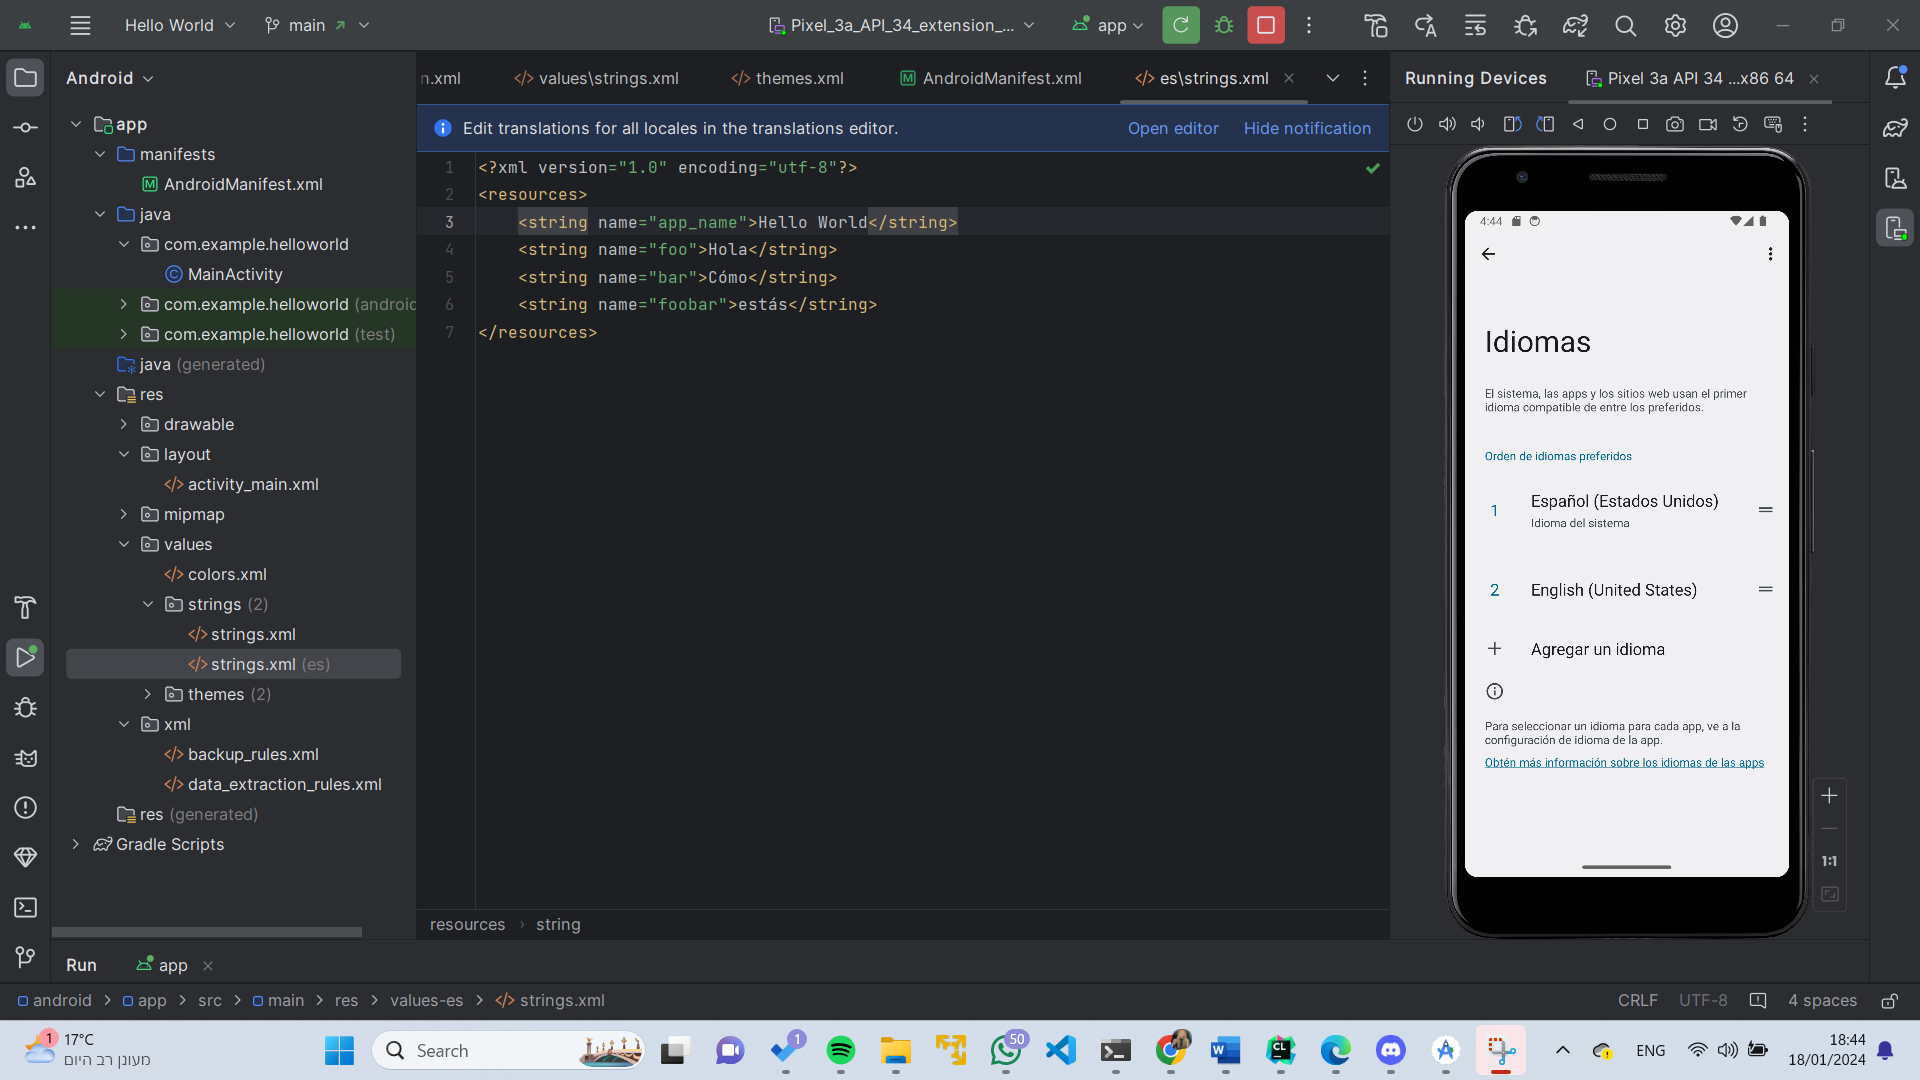 Hello World
main
Pixel_3a_API_34_extension_...
app
Android
n.xml
values\strings.xml
themes.xml
AndroidManifest.xml
es\strings.xml
Running Devices
Pixel 3a API 34 ...x86 64
app
manifests
AndroidManifest.xml
java
com.example.helloworld
MainActivity
com.example.helloworld (androic
com.example.helloworld (test)
java (generated)
res
drawable
layout
activity_main.xml
mipmap
values
colors.xml
strings (2)
strings.xml
strings.xml (es)
themes (2)
xml
backup_rules.xml
data_extraction_rules.xml
res (generated)
Gradle Scripts
Edit translations for all locales in the translations editor.
Open editor
Hide notification
1 <?xml version="1.0" encoding="utf-8"?>
2 <resources>
3 <string name="app_name">Hello World</string>
4 <string name="foo">Hola</string>
5 <string name="bar">Cómo</string>
6 <string name="foobar">estás</string>
7 </resources>
resources › string
4:44
Idiomas
El sistema, las apps y los sitios web usan el primer
idioma compatible de entre los preferidos.
Orden de idiomas preferidos
1 Español (Estados Unidos)
Idioma del sistema
2 English (United States)
+ Agregar un idioma
Para seleccionar un idioma para cada app, ve a la
configuración de idioma de la app.
Obtén más información sobre los idiomas de las apps
1:1
Run
app
android > app > src > main > res > values-es > strings.xml
CRLF
UTF-8
4 spaces
1
17°C
מעונן רב היום
Search
1
50
CL
ENG
18:44
18/01/2024